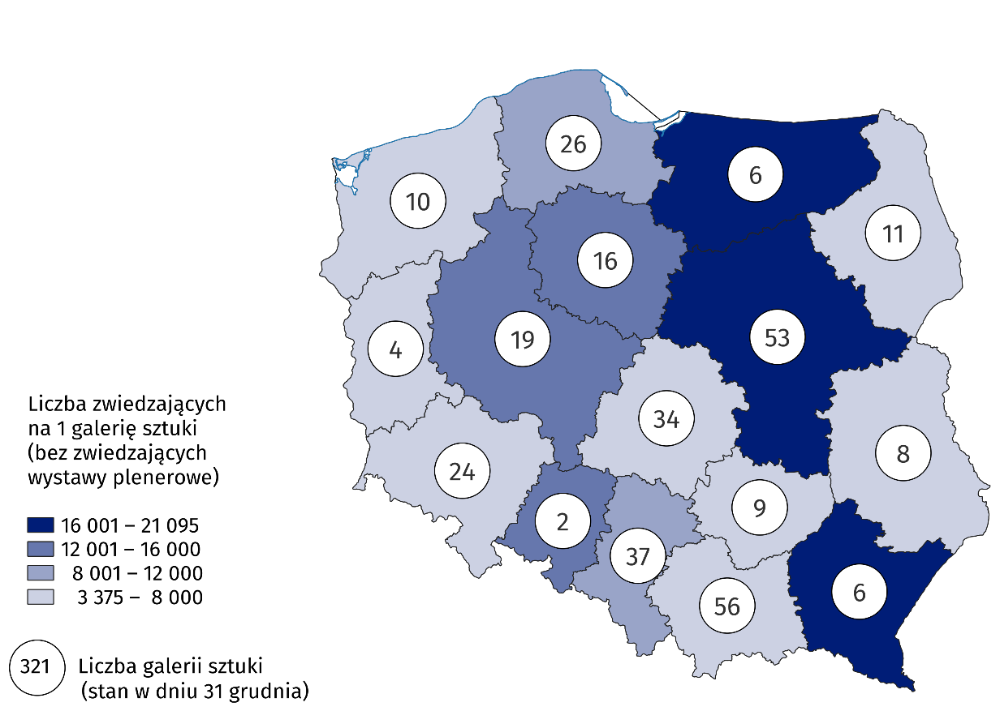 26
6
10
11
16
19
53
4
34
8
24
9
2
37
6
56
Liczba zwiedzających
na 1 galerię sztuki
(bez zwiedzających
wystawy plenerowe)
16 001 – 21 095
12 001 – 16 000
8 001 – 12 000
3 375 – 8 000
321 Liczba galerii sztuki
(stan w dniu 31 grudnia)